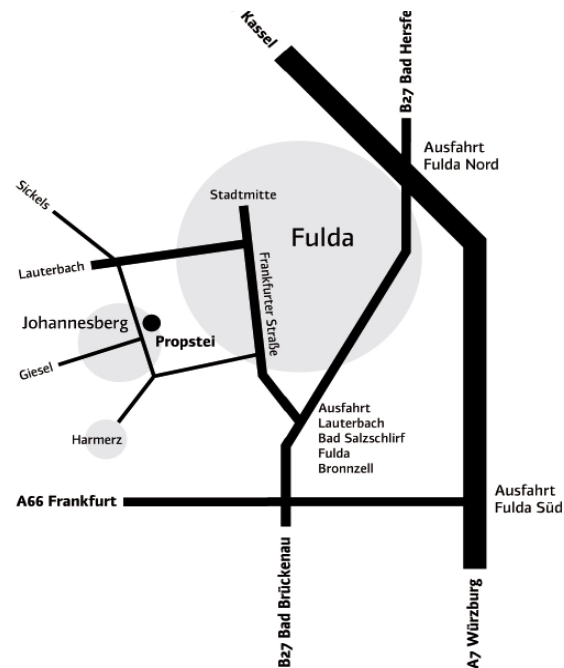 Kassel
B27 Bad Hersfe
Ausfahrt
Fulda Nord
Sickels
Stadtmitte
Fulda
Lauterbach
Frankfurter Straße
Johannesberg
Propstei
Giesel
Harmerz
Ausfahrt
Lauterbach
Bad Salzschlirf
Fulda
Bronnzell
A66 Frankfurt
Ausfahrt
Fulda Süd
B27 Bad Brückenau
A7 Würzburg